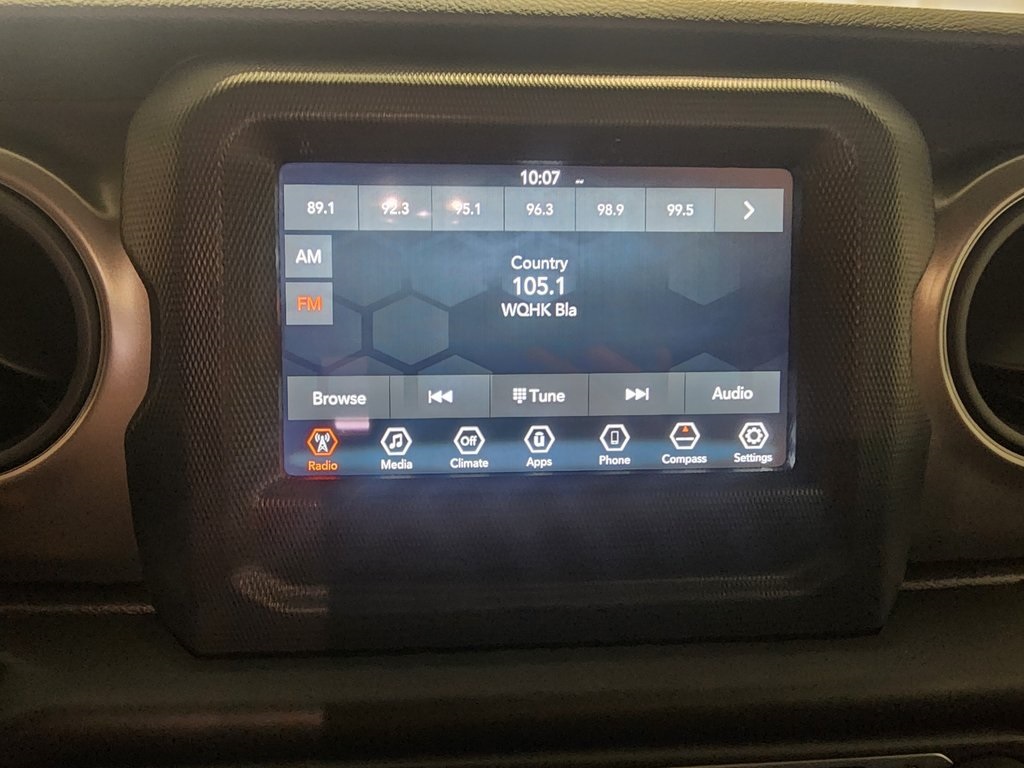 10:07
89.1 92.3 95.1 96.3 98.9 99.5
AM
FM
Country
105.1
WQHK Bla
Browse Tune Audio
Off
Radio Media Climate Apps Phone Compass Settings